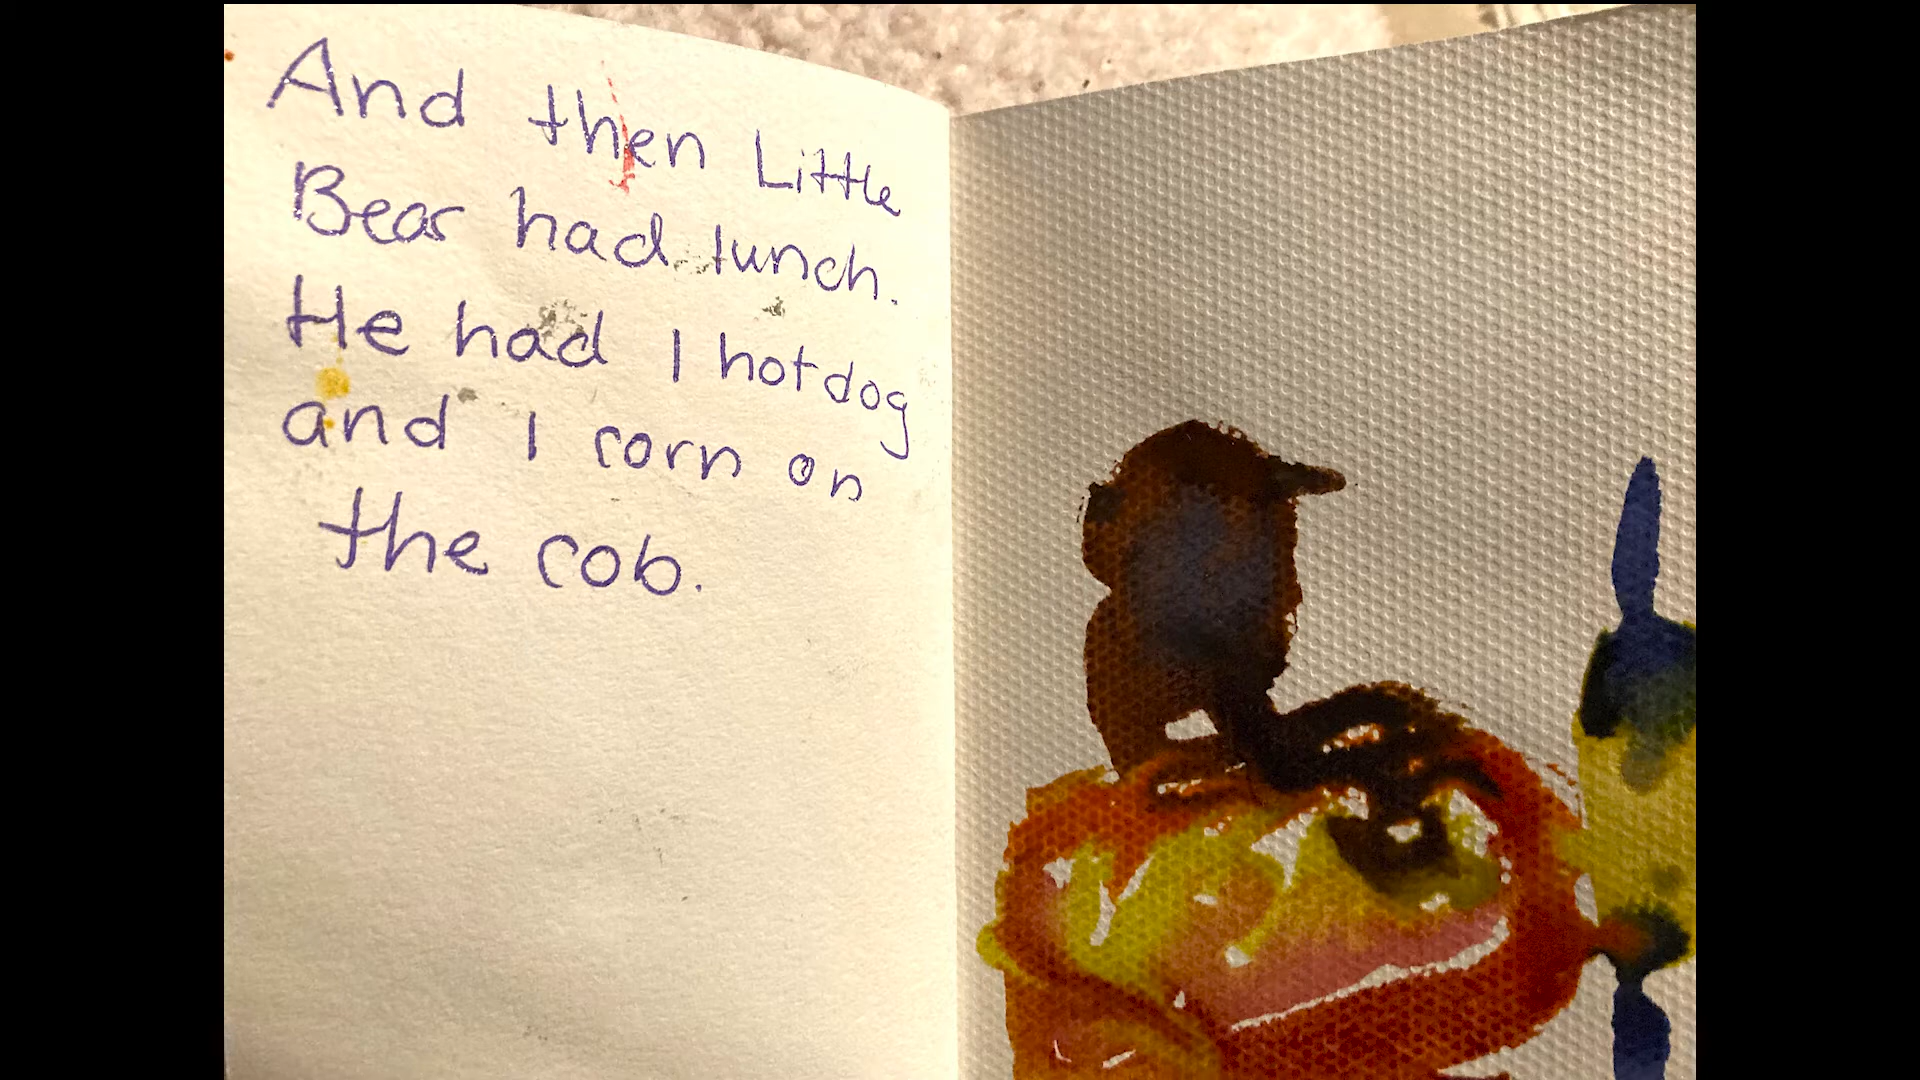 And then Little
Bear had lunch.
He had 1 hotdog
and 1 corn on
the cob.